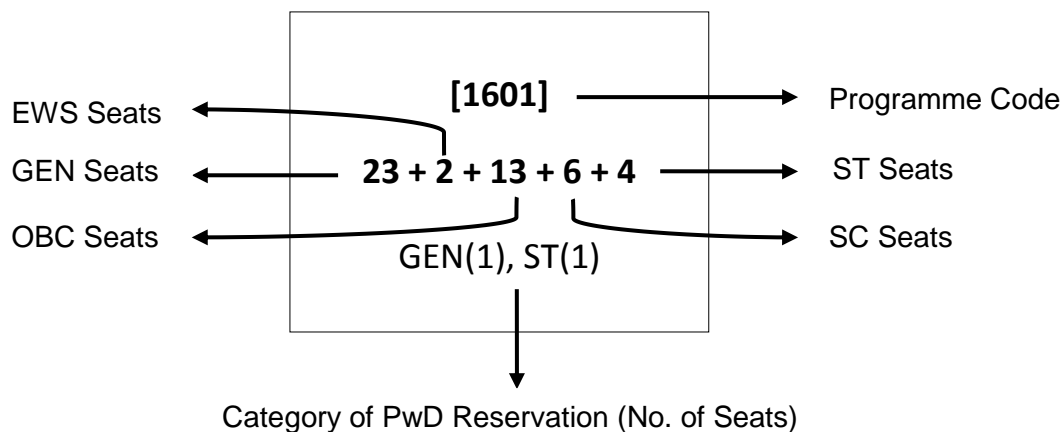 [1601]
Programme Code
EWS Seats
GEN Seats
23 + 2 + 13 + 6 + 4
ST Seats
OBC Seats
SC Seats
GEN(1), ST(1)
Category of PwD Reservation (No. of Seats)